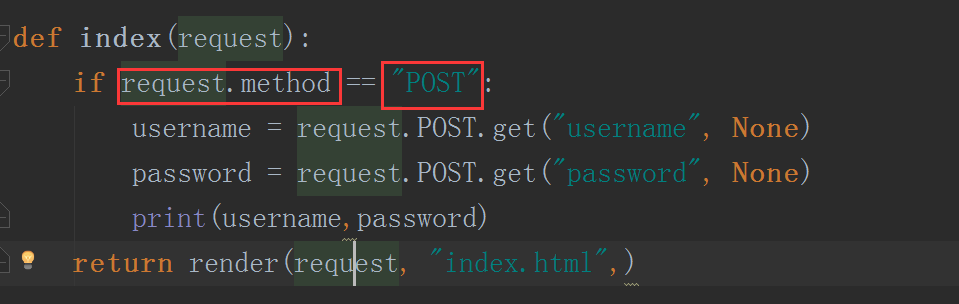 def index(request):
    if request.method == "POST":
        username = request.POST.get("username", None)
        password = request.POST.get("password", None)
        print(username,password)
    return render(request, "index.html",)